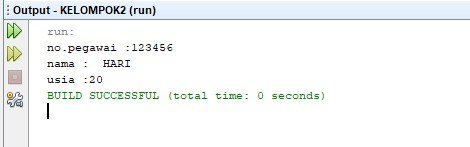 Output - KELOMPOK2 (run)
run:
no.pegawai :123456
nama :  HARI
usia :20
BUILD SUCCESSFUL (total time: 0 seconds)